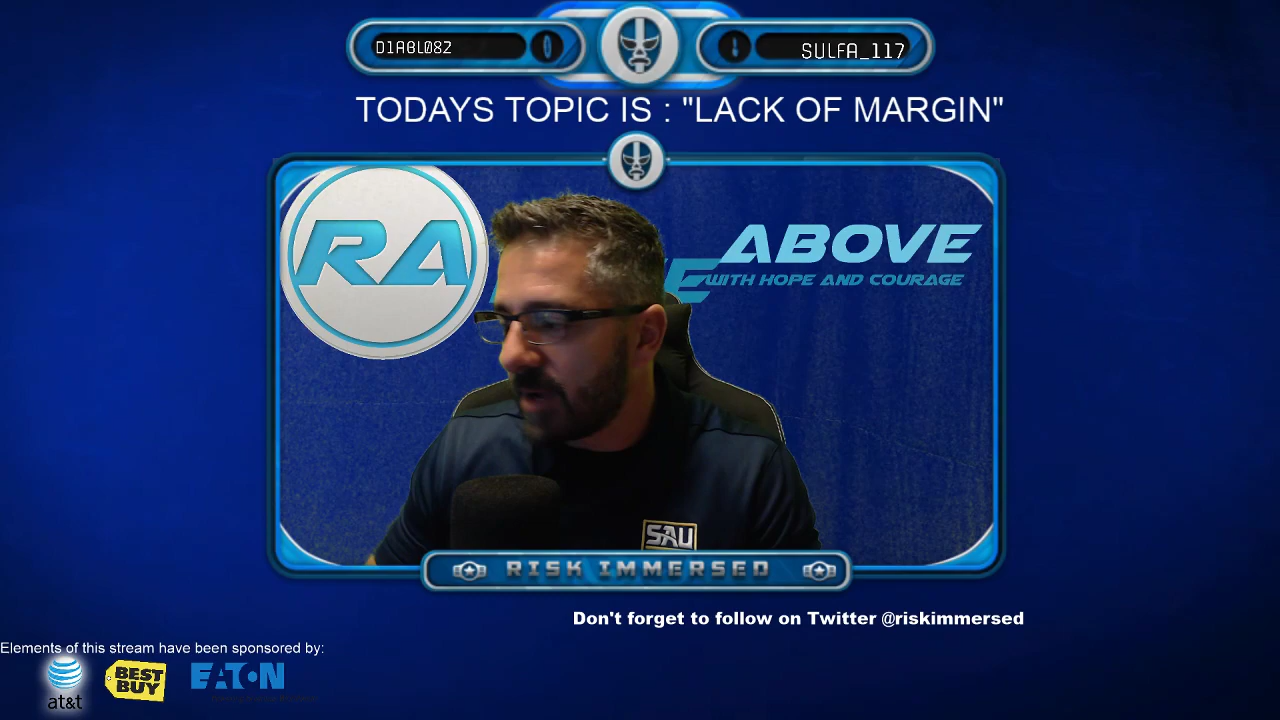 D1ABL082
SULFA_117
TODAYS TOPIC IS : "LACK OF MARGIN"
RA
ABOVE
E
WITH HOPE AND COURAGE
SAU
RISK IMMERSED
Don't forget to follow on Twitter @riskimmersed
Elements of this stream have been sponsored by:
at&t
BEST
BUY
EATON